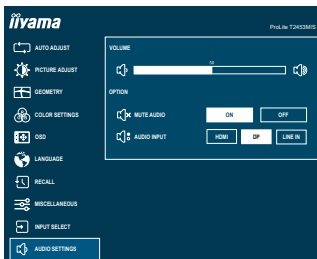 iiyama
ProLite T2453MIS
AUTO ADJUST
PICTURE ADJUST
GEOMETRY
COLOR SETTINGS
OSD
LANGUAGE
RECALL
MISCELLANEOUS
INPUT SELECT
AUDIO SETTINGS
VOLUME
50
OPTION
MUTE AUDIO ON OFF
AUDIO INPUT HDMI DP LINE IN